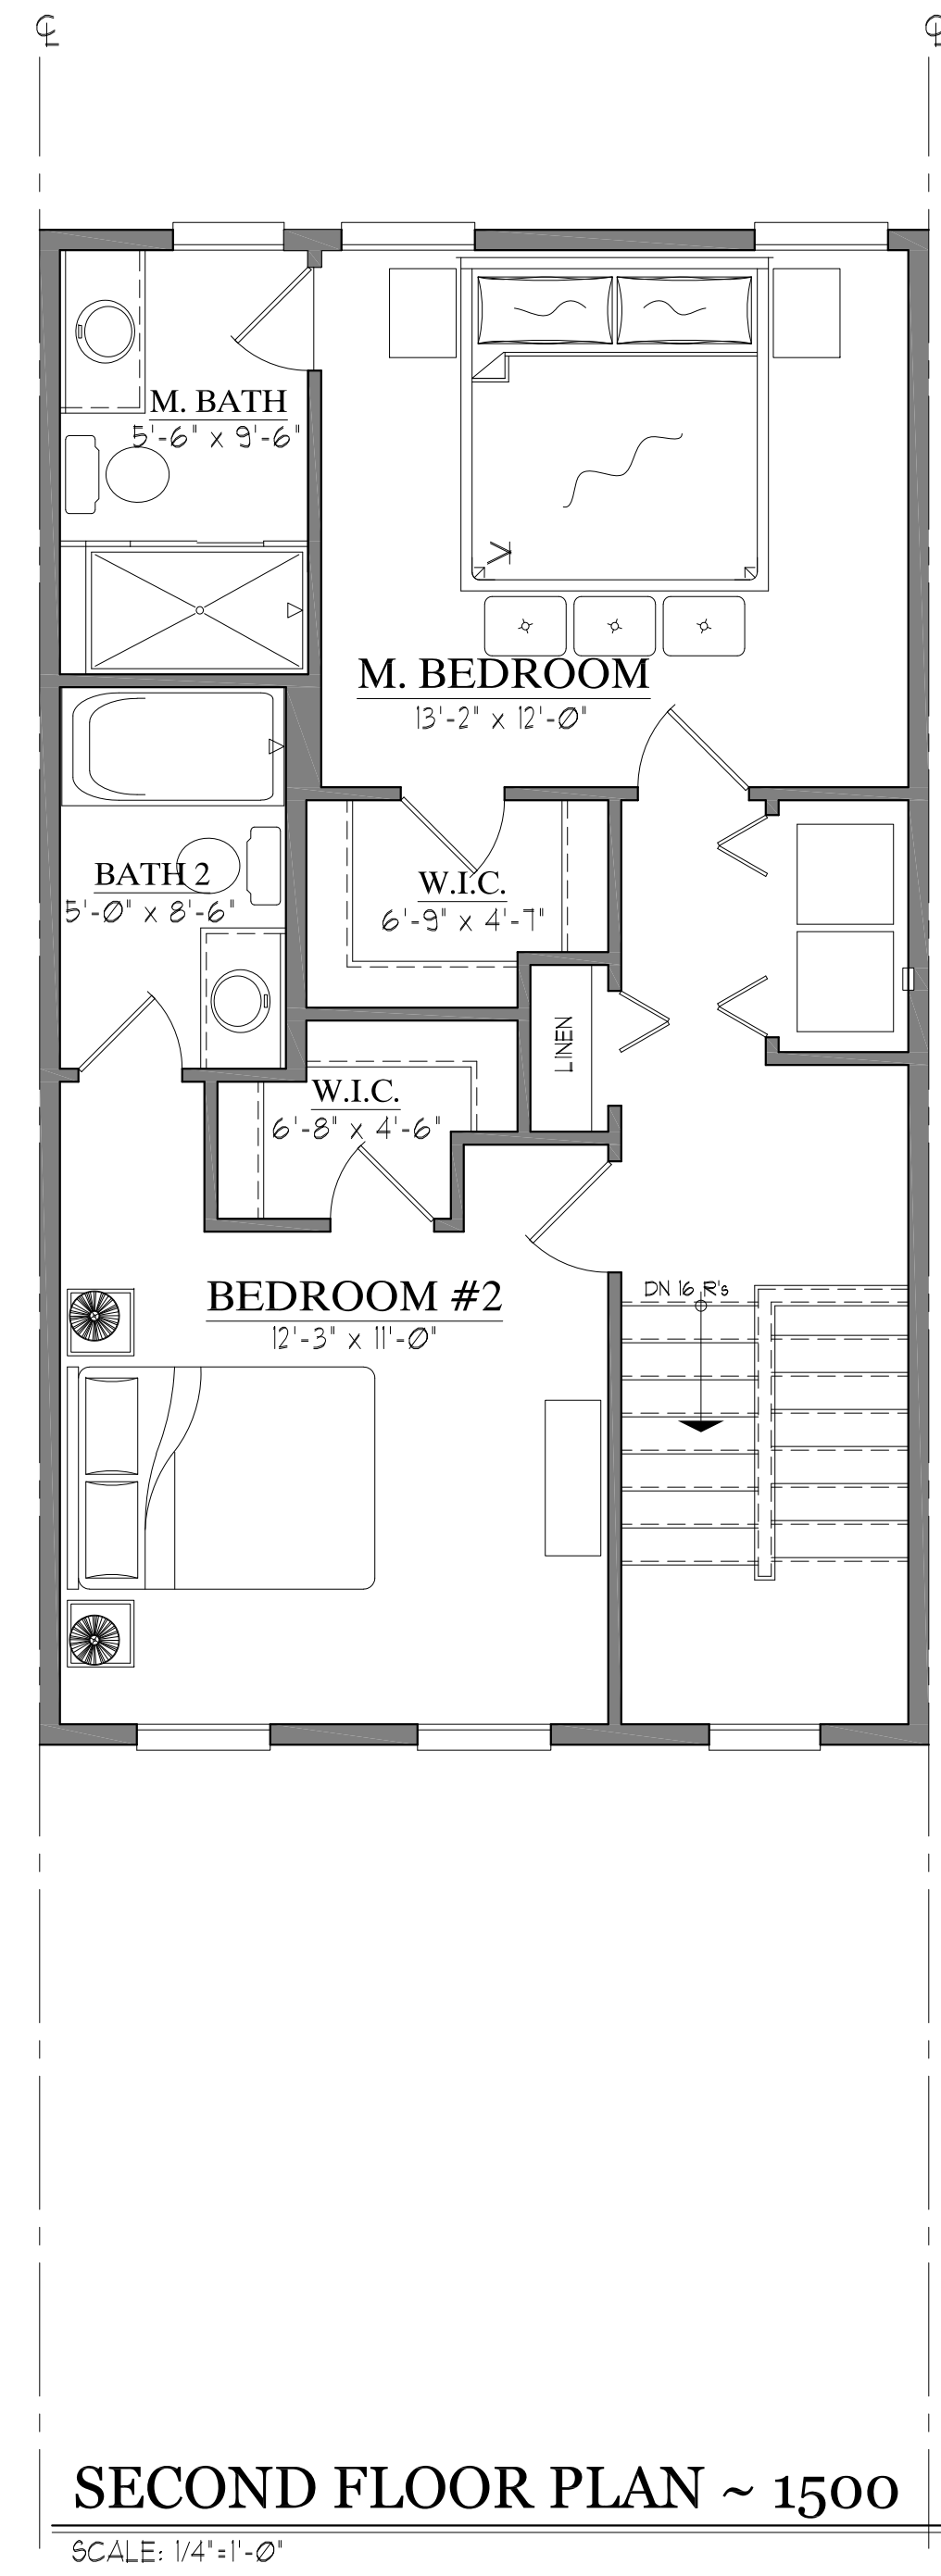 ℄ ℄
M. BATH
5'-6" x 9'-6"
M. BEDROOM
13'-2" x 12'-0"
BATH 2
5'-0" x 8'-6"
W.I.C.
6'-9" x 4'-7"
LINEN
W.I.C.
6'-8" x 4'-6"
BEDROOM #2
12'-3" x 11'-0"
DN 16 R's
SECOND FLOOR PLAN ~ 1500
SCALE: 1/4"=1'-0"